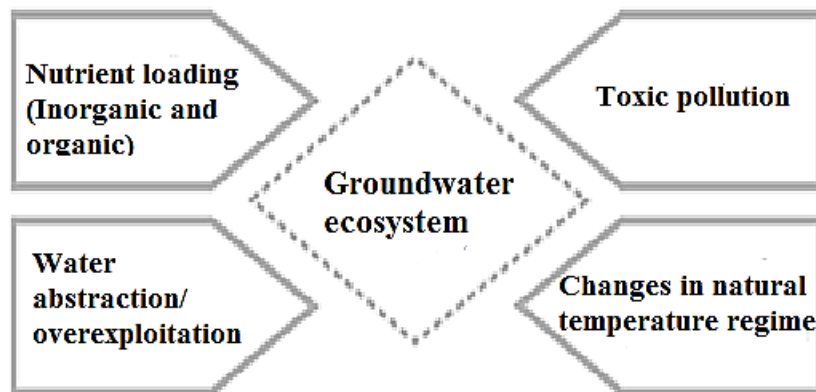 Nutrient loading
(Inorganic and
organic)
Toxic pollution
Groundwater
ecosystem
Water
abstraction/
overexploitation
Changes in natural
temperature regime